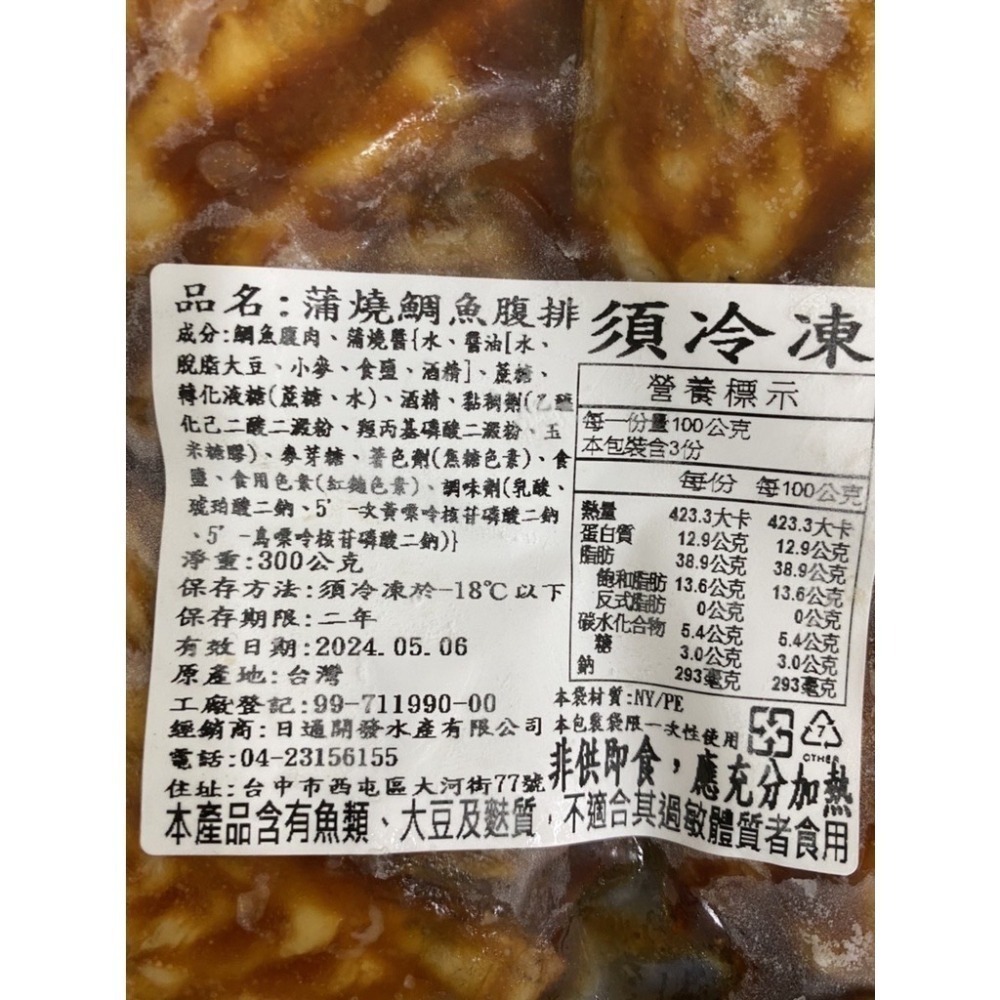 品名:蒲燒鯛魚腹排
須冷凍
成分:鯛魚腹肉、蒲燒醬{水、醬油[水、
脫脂大豆、小麥、食鹽、酒精]、蔗糖、
轉化液糖(蔗糖、水)、酒精、黏稠劑(乙醯
化己二酸二澱粉、羥丙基磷酸二澱粉、玉
米糖膠)、麥芽糖、著色劑(焦糖色素)、食
鹽、食用色素(紅麴色素)、調味劑(乳酸、
琥珀酸二鈉、5'-次黃嘌呤核苷磷酸二鈉
、5'-鳥嘌呤核苷磷酸二鈉)}
淨重:300公克
保存方法:須冷凍於-18℃以下
保存期限:二年
有效日期:2024.05.06
原產地:台灣
工廠登記:99-711990-00
經銷商:日通開發水產有限公司
電話:04-23156155
住址:台中市西屯區大河街77號
營養標示
每一份量100公克
本包裝含3份
每份 每100公克
熱量 423.3大卡 423.3大卡
蛋白質 12.9公克 12.9公克
脂肪 38.9公克 38.9公克
飽和脂肪 13.6公克 13.6公克
反式脂肪 0公克 0公克
碳水化合物 5.4公克 5.4公克
糖 3.0公克 3.0公克
鈉 293毫克 293毫克
本袋材質:NY/PE
本包裝袋限一次性使用
7
OTHER
非供即食,應充分加熱
本產品含有魚類、大豆及麩質,不適合其過敏體質者食用